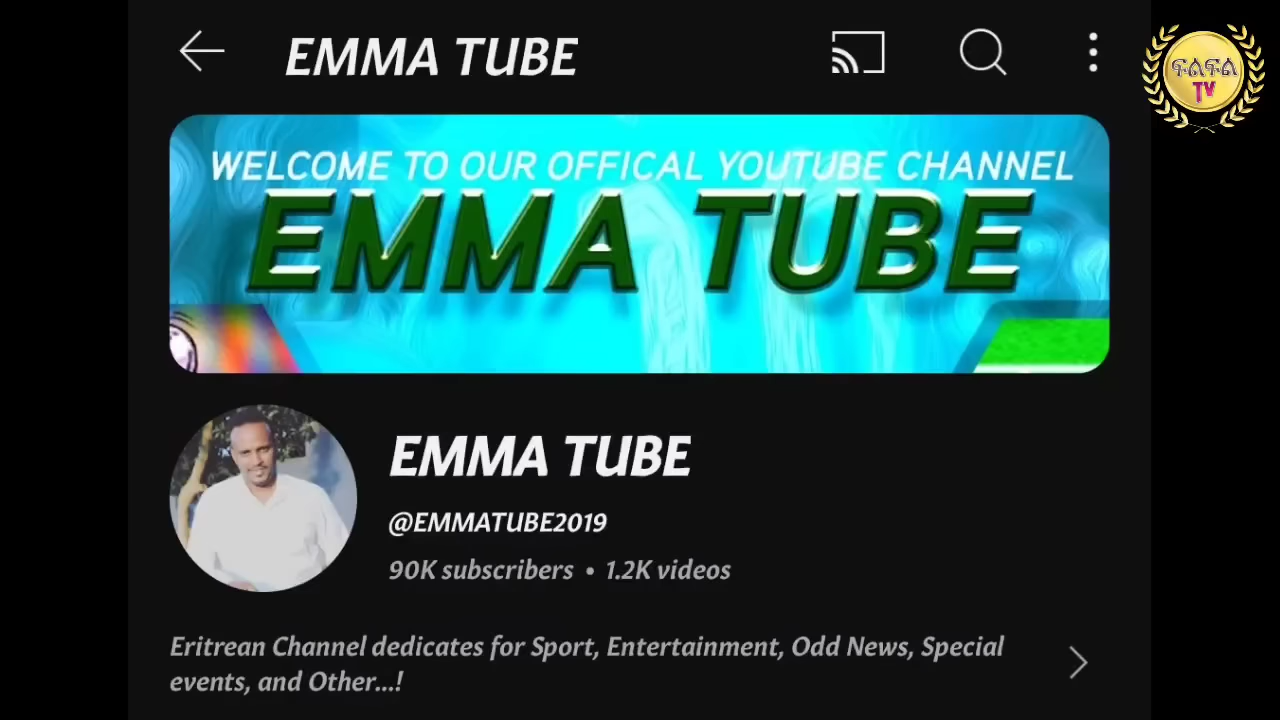 EMMA TUBE
ፍልፍል
TV
WELCOME TO OUR OFFICAL YOUTUBE CHANNEL
EMMA TUBE
EMMA TUBE
@EMMATUBE2019
90K subscribers • 1.2K videos
Eritrean Channel dedicates for Sport, Entertainment, Odd News, Special
events, and Other...!